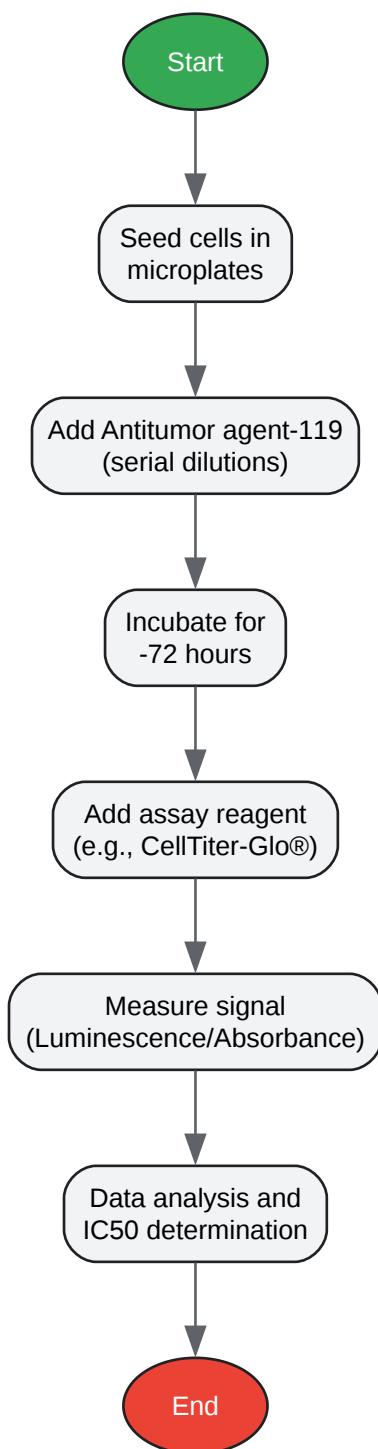 Start
Seed cells in
microplates
Add Antitumor agent-119
(serial dilutions)
Incubate for
-72 hours
Add assay reagent
(e.g., CellTiter-Glo®)
Measure signal
(Luminescence/Absorbance)
Data analysis and
IC50 determination
End